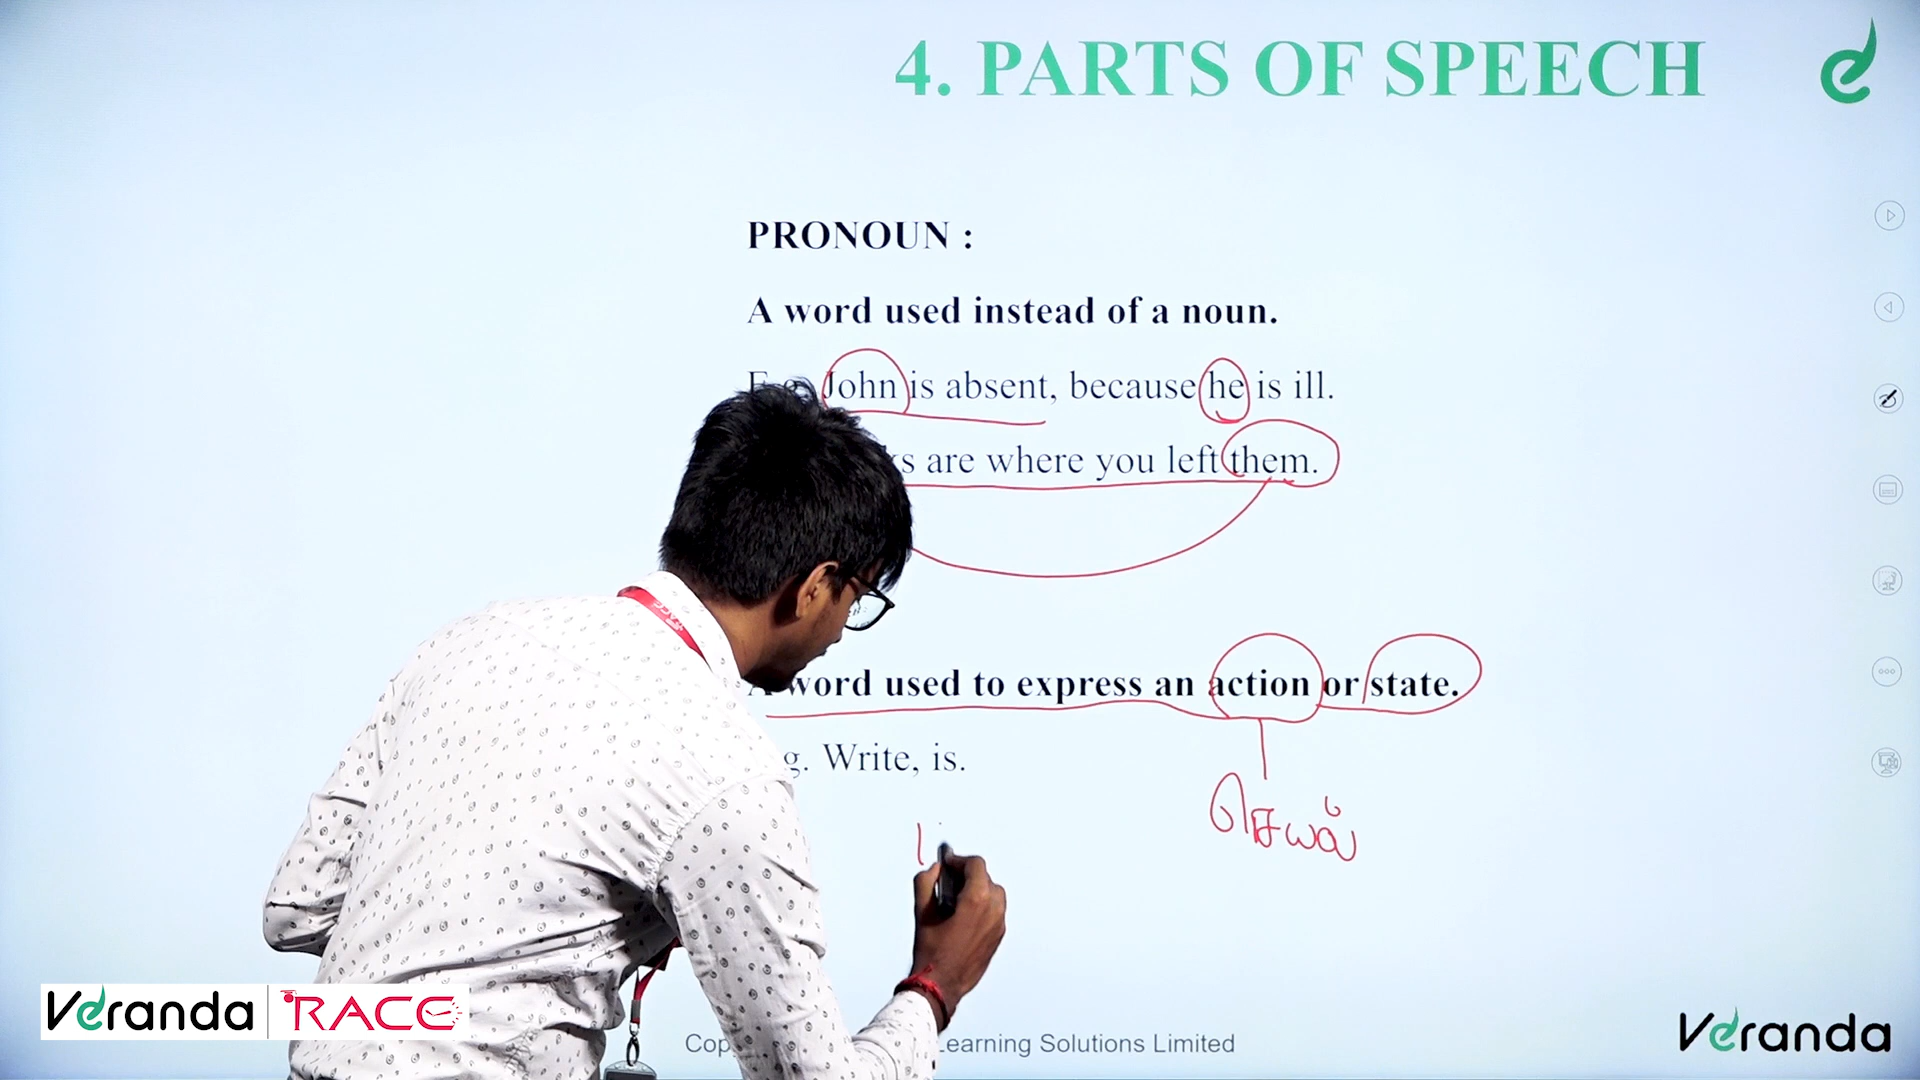 4. PARTS OF SPEECH
PRONOUN :
A word used instead of a noun.
John is absent, because he is ill.
are where you left them.
word used to express an action or state.
Write, is.
செயல்
Veranda RACE
Learning Solutions Limited
Veranda